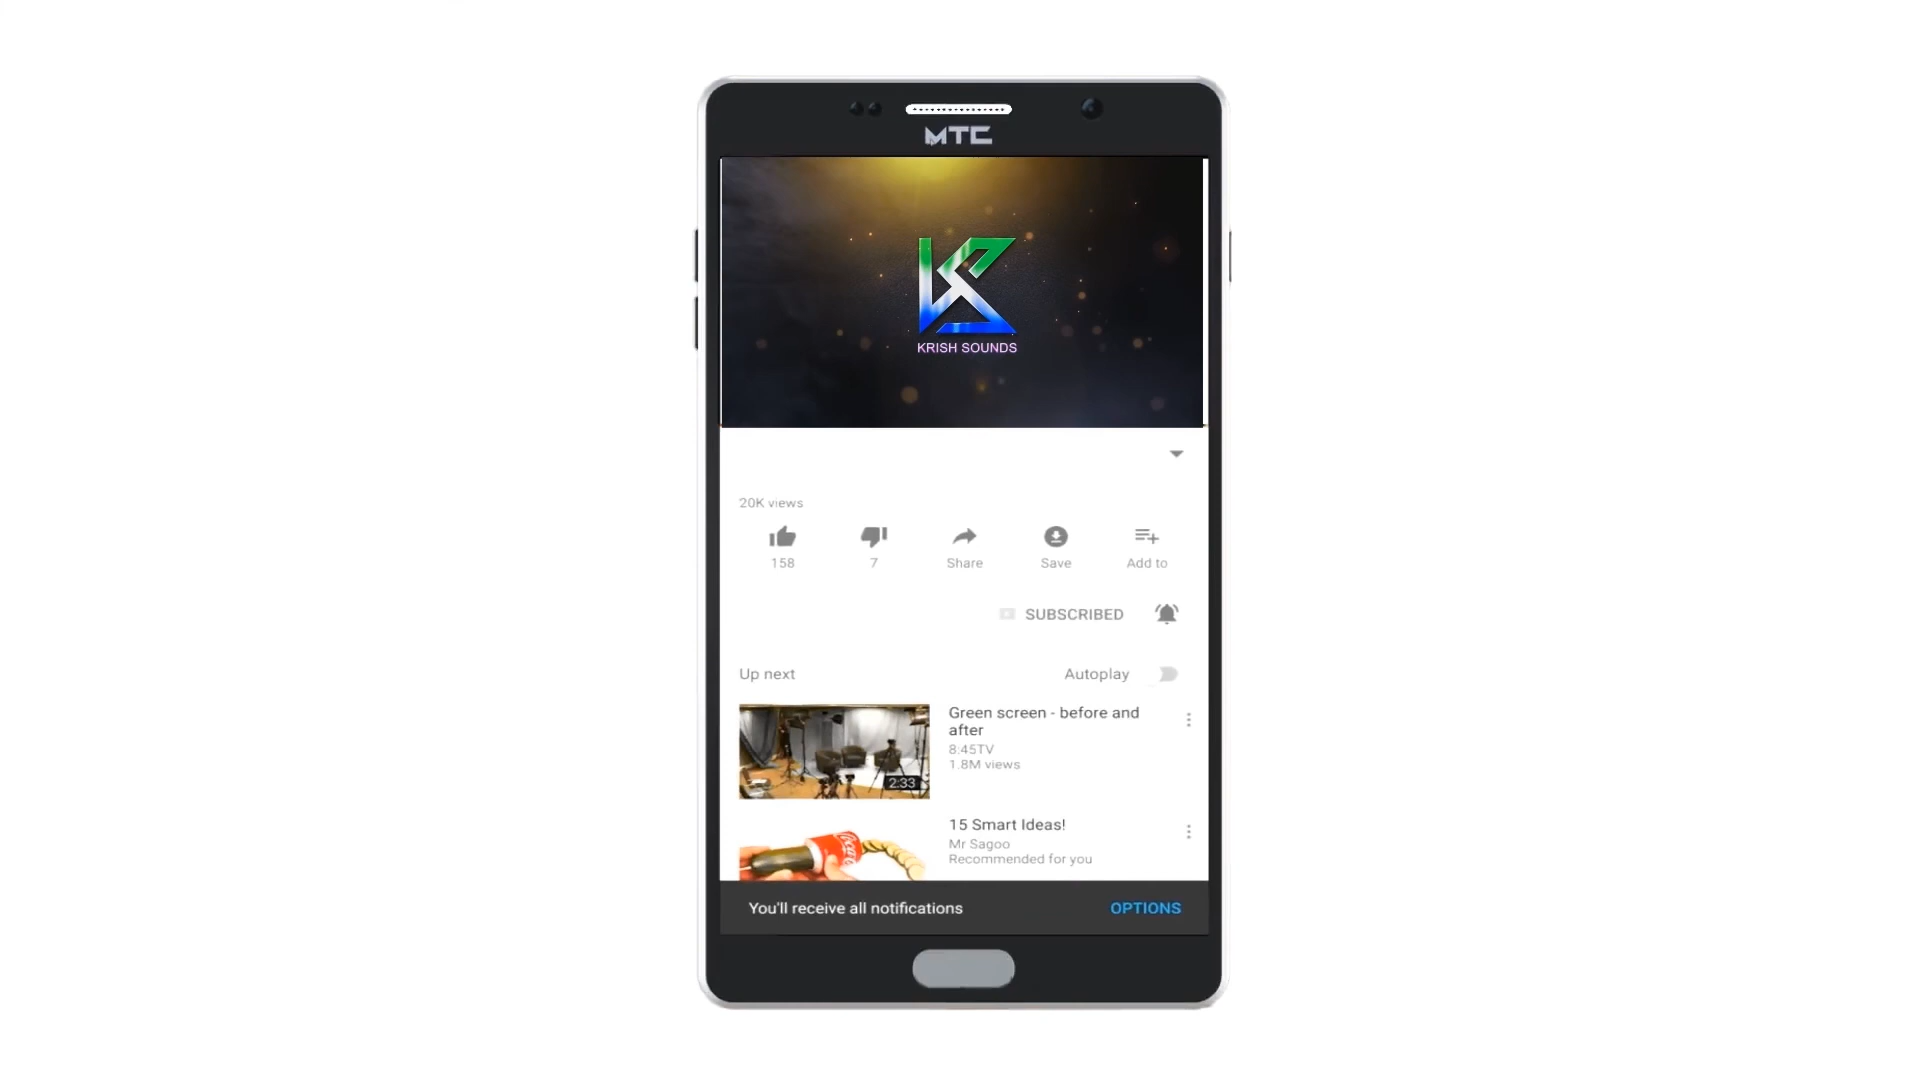 MTC
KRISH SOUNDS
20K views
158
7
Share
Save
Add to
SUBSCRIBED
Up next
Autoplay
Green screen - before and
after
8:45TV
1.8M views
2:33
15 Smart Ideas!
Mr Sagoo
Recommended for you
You'll receive all notifications
OPTIONS